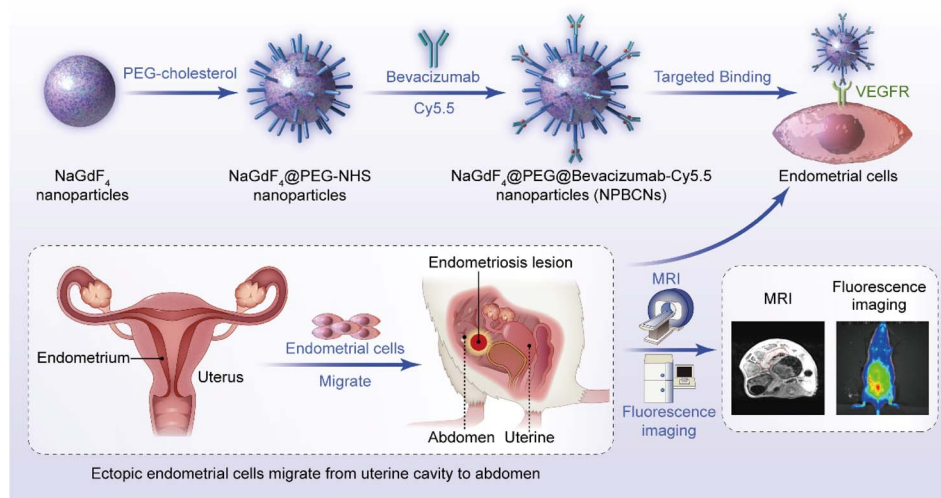 PEG-cholesterol
Bevacizumab
Cy5.5
Targeted Binding
VEGFR
NaGdF₄
nanoparticles
NaGdF₄@PEG-NHS
nanoparticles
NaGdF₄@PEG@Bevacizumab-Cy5.5
nanoparticles (NPBCNs)
Endometrial cells
Endometrium
Uterus
Endometrial cells
Migrate
Endometriosis lesion
Abdomen
Uterine
MRI
Fluorescence
imaging
MRI
Fluorescence
imaging
Ectopic endometrial cells migrate from uterine cavity to abdomen